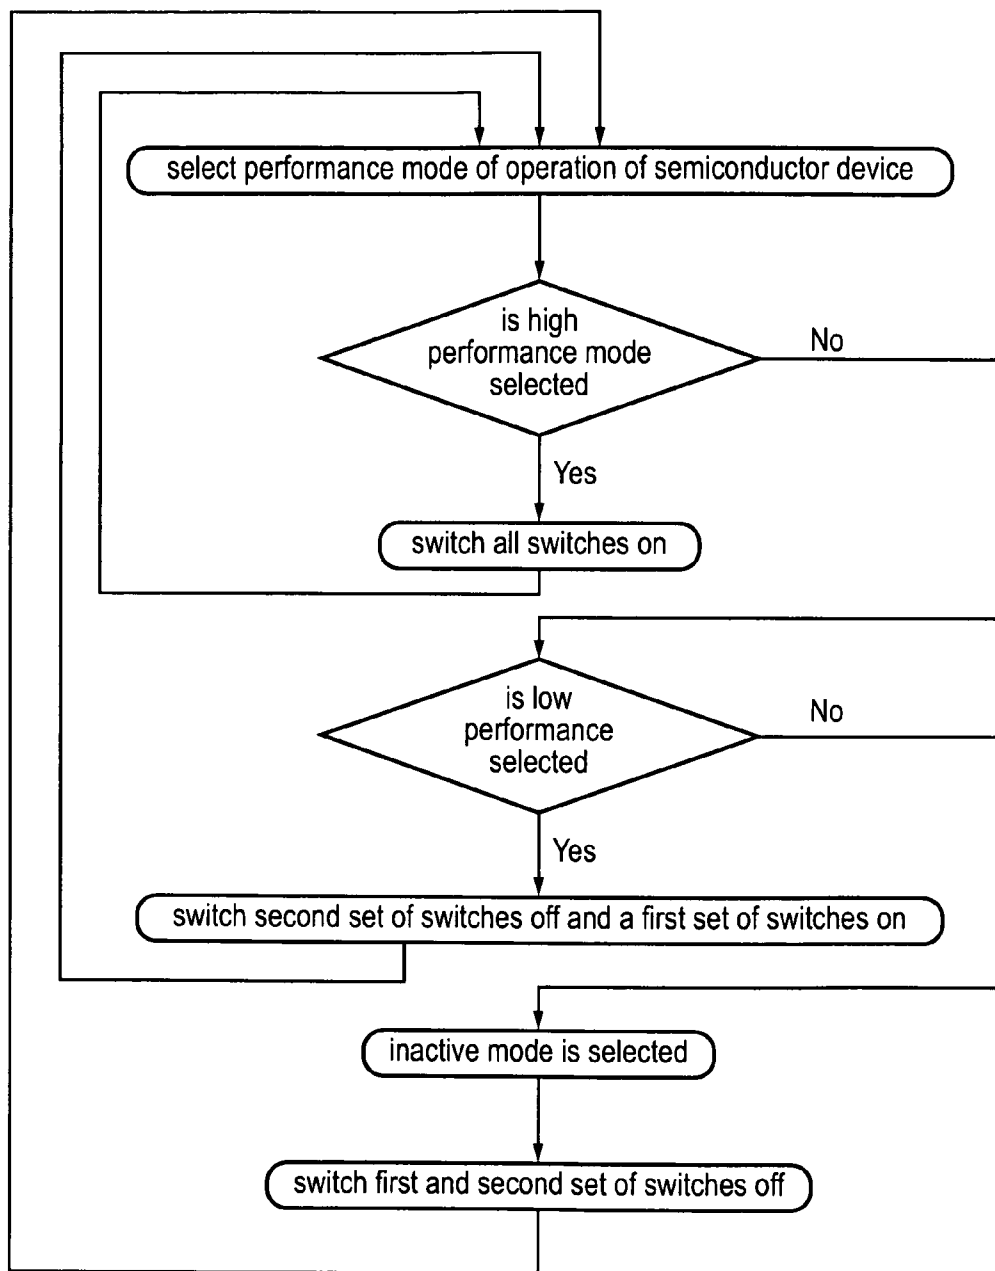 select performance mode of operation of semiconductor device
is high
performance mode
selected
No
Yes
switch all switches on
is low
performance
selected
No
Yes
switch second set of switches off and a first set of switches on
inactive mode is selected
switch first and second set of switches off